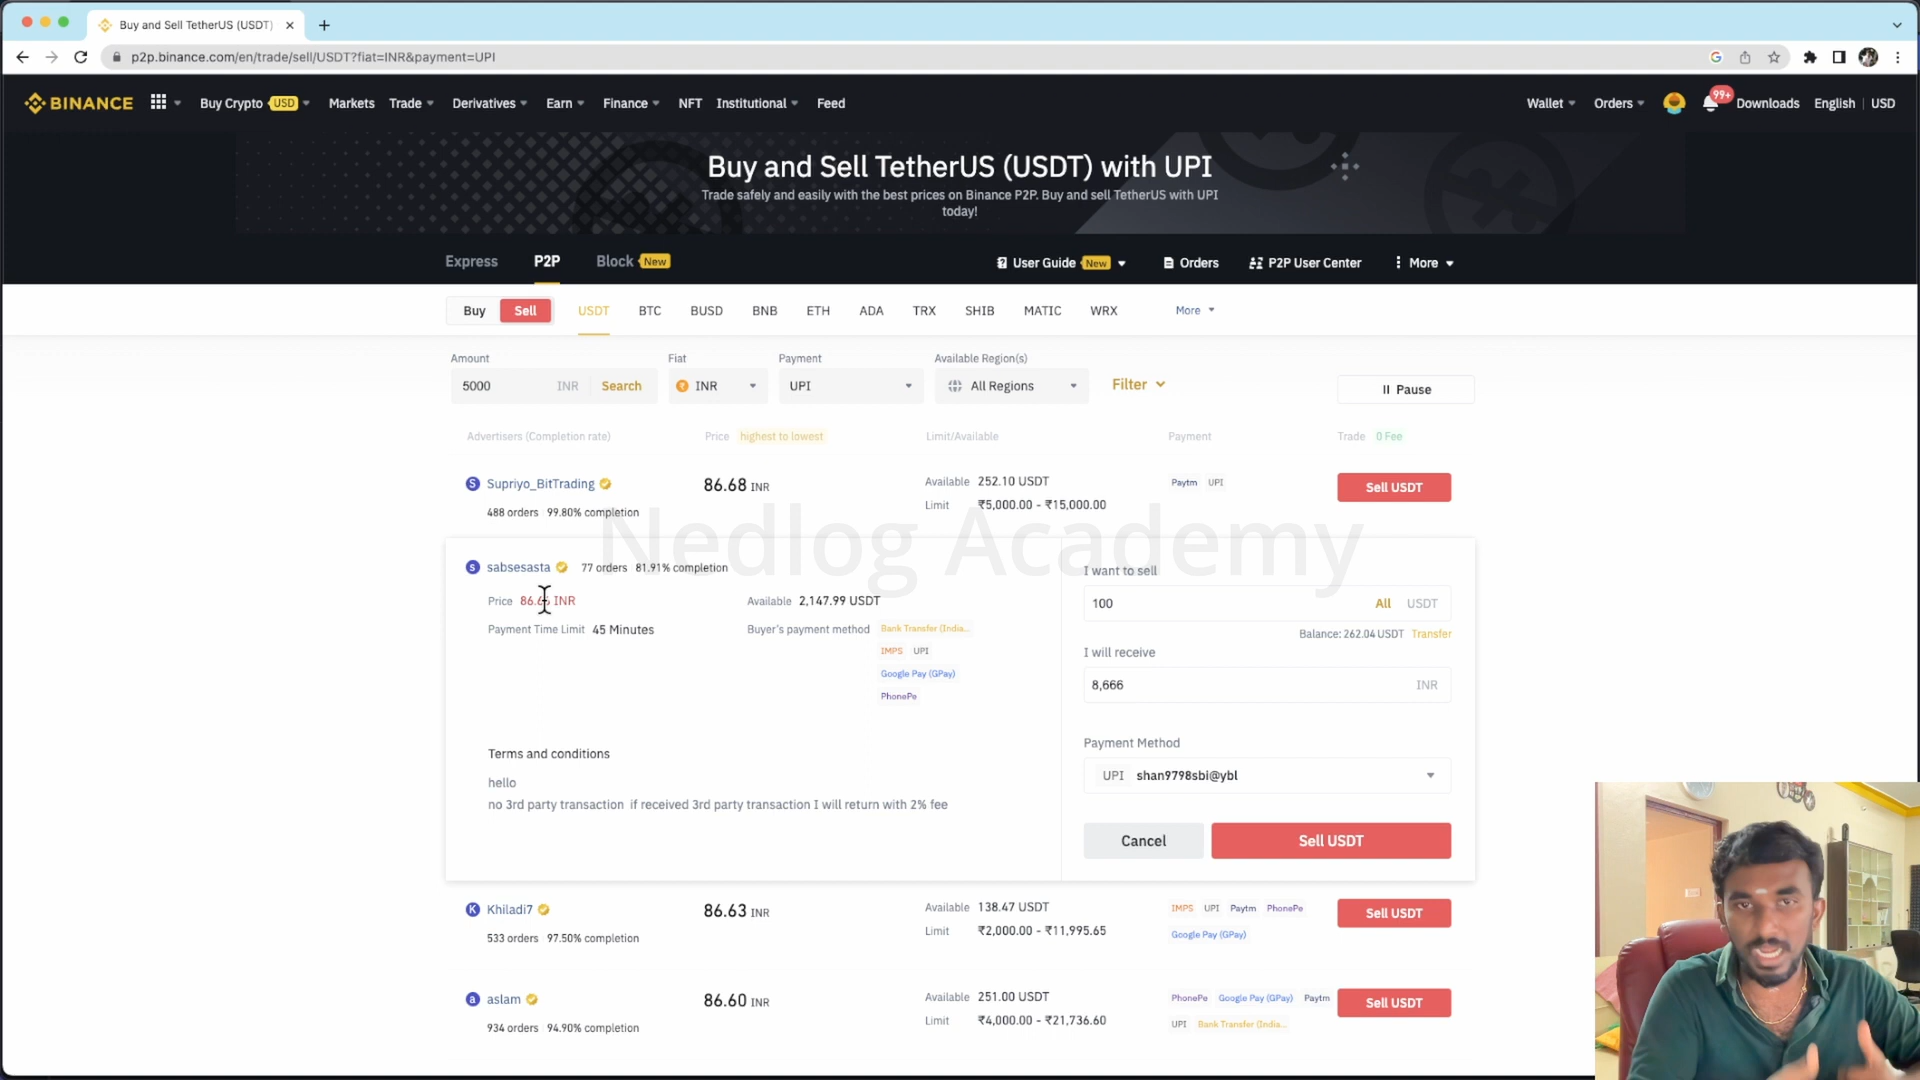 Buy and Sell TetherUS (USDT)
p2p.binance.com/en/trade/sell/USDT?fiat=INR&payment=UPI
BINANCE Buy Crypto USD Markets Trade Derivatives Earn Finance NFT Institutional Feed Wallet Orders 99+ Downloads English USD
Buy and Sell TetherUS (USDT) with UPI
Trade safely and easily with the best prices on Binance P2P. Buy and sell TetherUS with UPI
today!
Express P2P Block New User Guide New Orders P2P User Center More
Buy Sell USDT BTC BUSD BNB ETH ADA TRX SHIB MATIC WRX More
Amount Fiat Payment Available Region(s)
5000 INR Search INR UPI All Regions Filter Pause
Advertisers (Completion rate) Price highest to lowest Limit/Available Payment Trade 0 Fee
S Supriyo_BitTrading 86.68 INR Available 252.10 USDT Paytm UPI Sell USDT
488 orders 99.80% completion Limit ₹5,000.00 - ₹15,000.00
Nedlog Academy
s sabsesasta 77 orders 81.91% completion I want to sell
Price INR Available 2,147.99 USDT 100 All USDT
Payment Time Limit 45 Minutes Buyer's payment method Bank Transfer (India... Balance: 262.04 USDT Transfer
IMPS UPI I will receive
Google Pay (GPay) 8,666 INR
PhonePe
Terms and conditions Payment Method
hello UPI shan9798sbi@ybl
no 3rd party transaction if received 3rd party transaction I will return with 2% fee
Cancel Sell USDT
K Khiladi7 86.63 INR Available 138.47 USDT IMPS UPI Paytm PhonePe Sell USDT
533 orders 97.50% completion Limit ₹2,000.00 - ₹11,995.65 Google Pay (GPay)
a aslam 86.60 INR Available 251.00 USDT PhonePe Google Pay (GPay) Paytm Sell USDT
934 orders 94.90% completion Limit ₹4,000.00 - ₹21,736.60 UPI Bank Transfer (India...